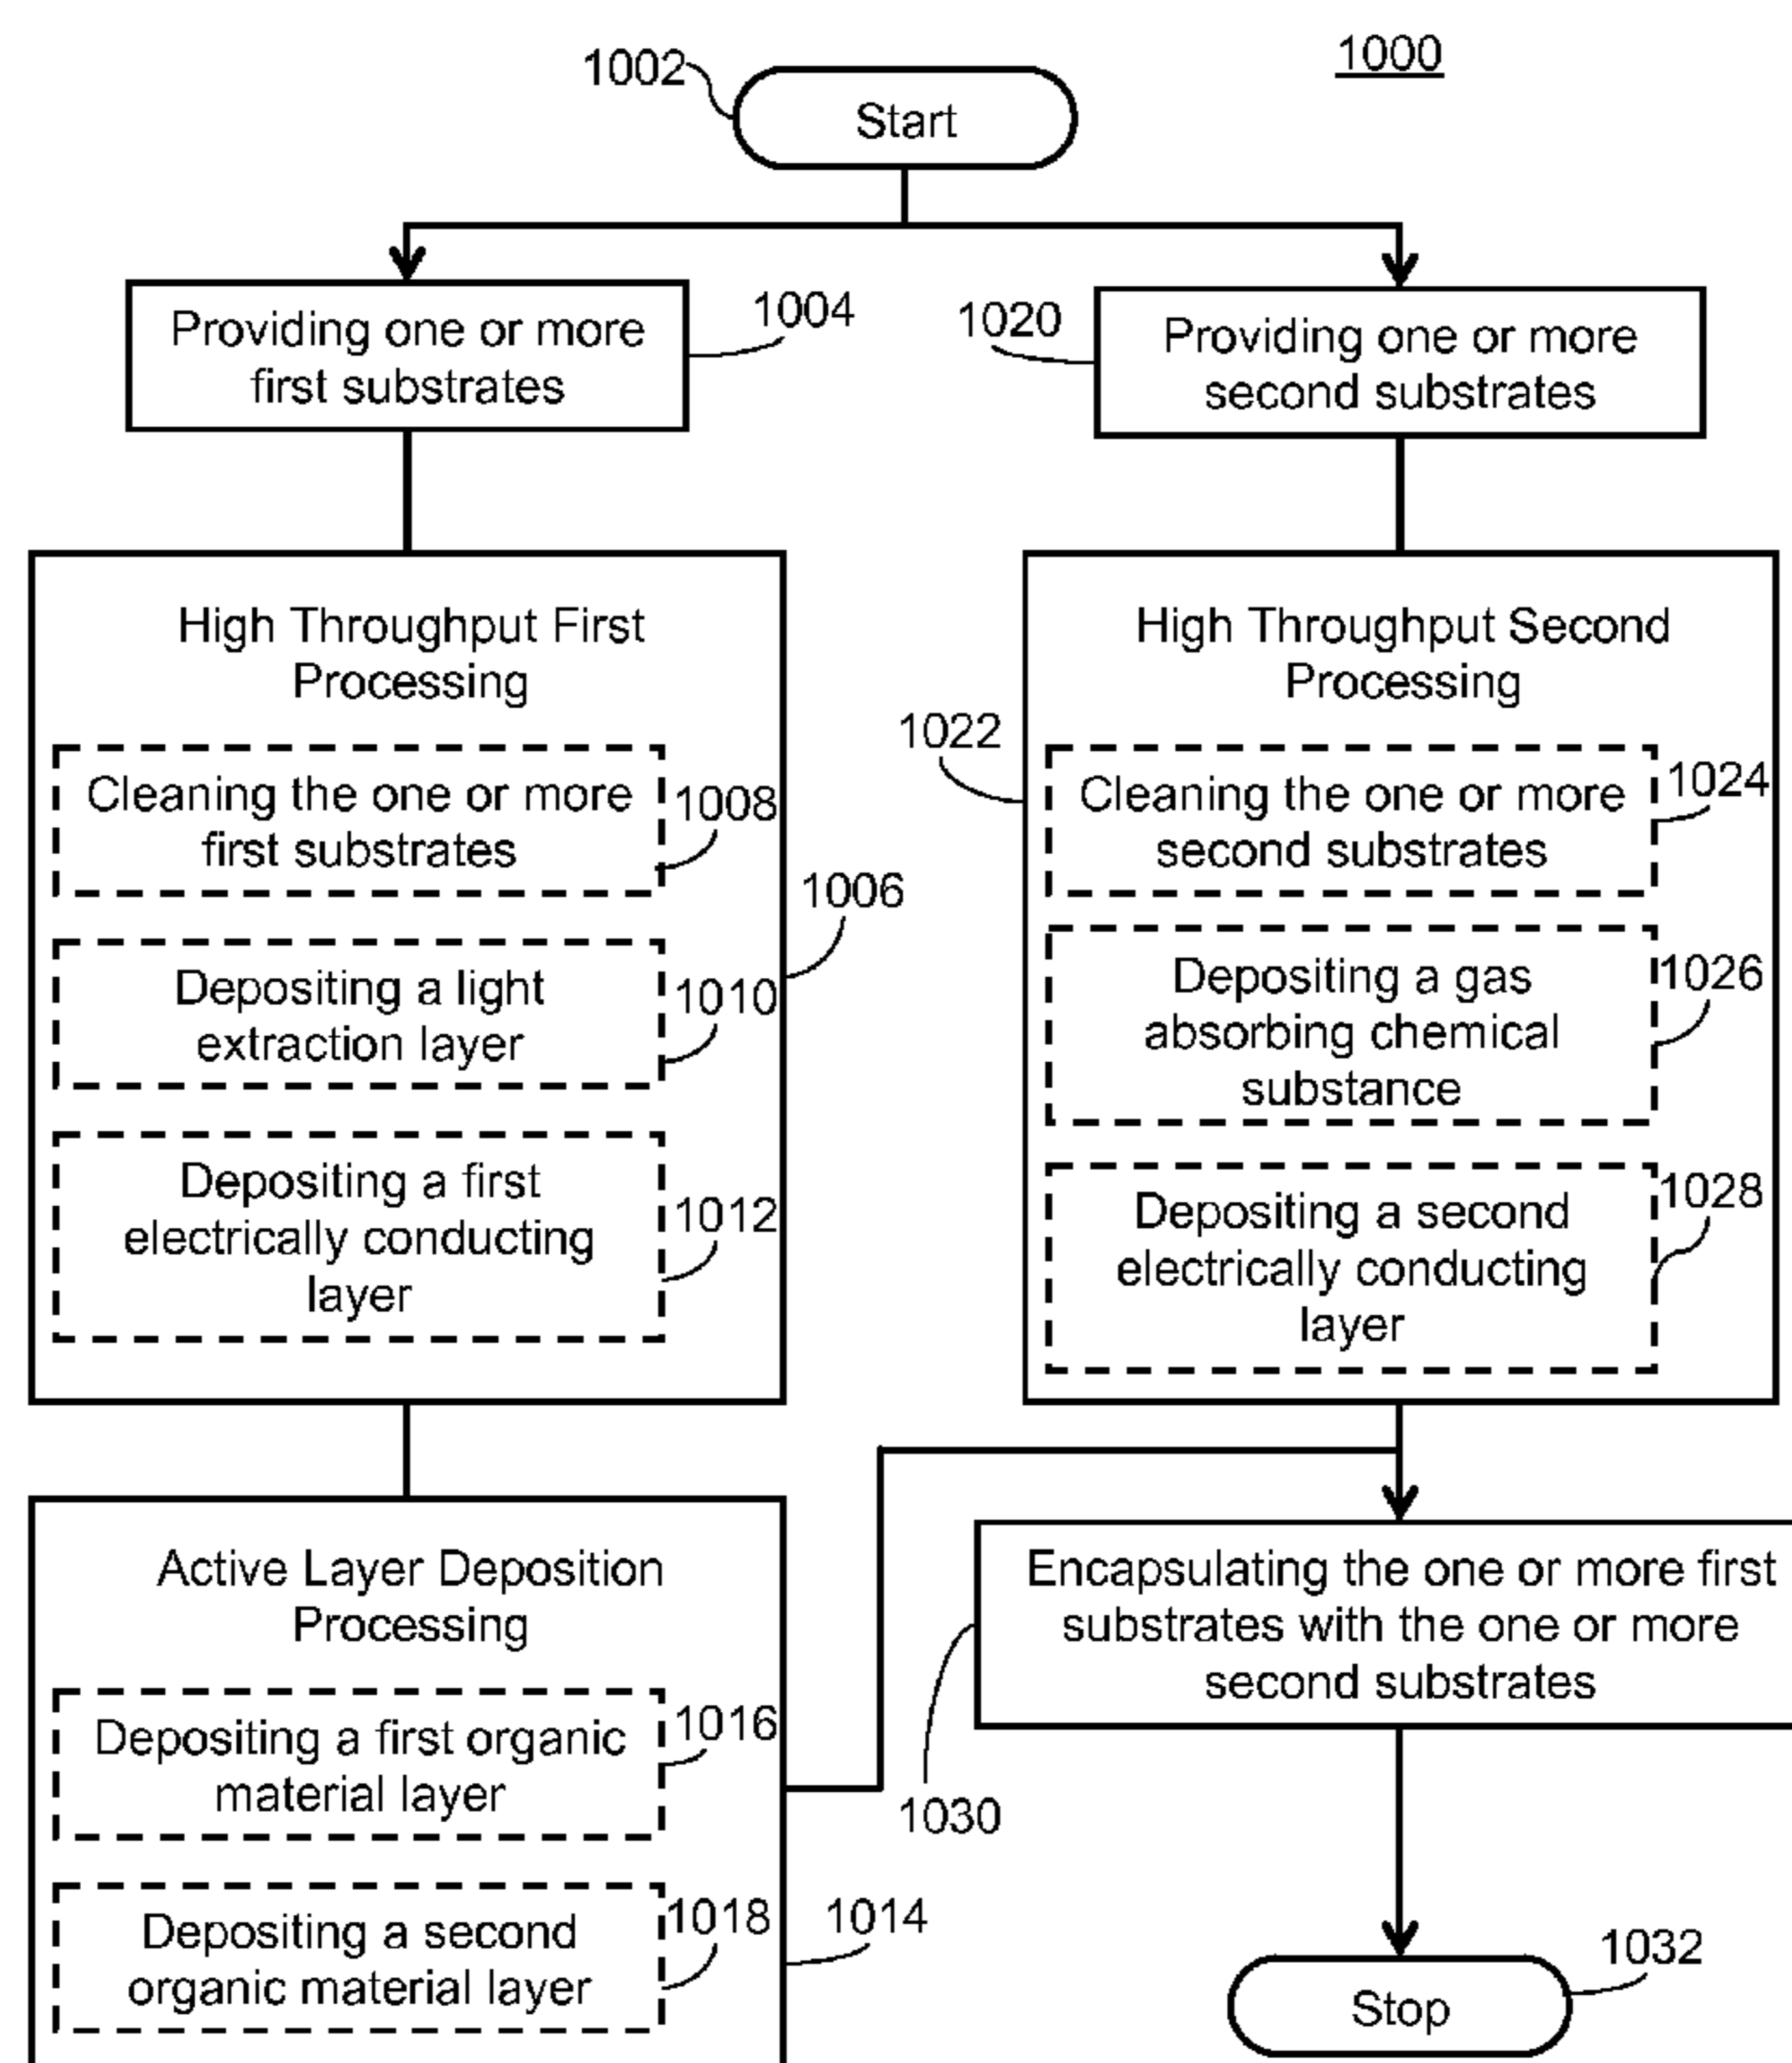 1000
1002
Start
Providing one or more
first substrates
1004
1020
Providing one or more
second substrates
High Throughput First
Processing
Cleaning the one or more
first substrates
1008
1006
Depositing a light
extraction layer
1010
Depositing a first
electrically conducting
layer
1012
High Throughput Second
Processing
1022
Cleaning the one or more
second substrates
1024
Depositing a gas
absorbing chemical
substance
1026
Depositing a second
electrically conducting
layer
1028
Active Layer Deposition
Processing
Depositing a first organic
material layer
1016
Depositing a second
organic material layer
1018
1014
Encapsulating the one or more first
substrates with the one or more
second substrates
1030
1032
Stop